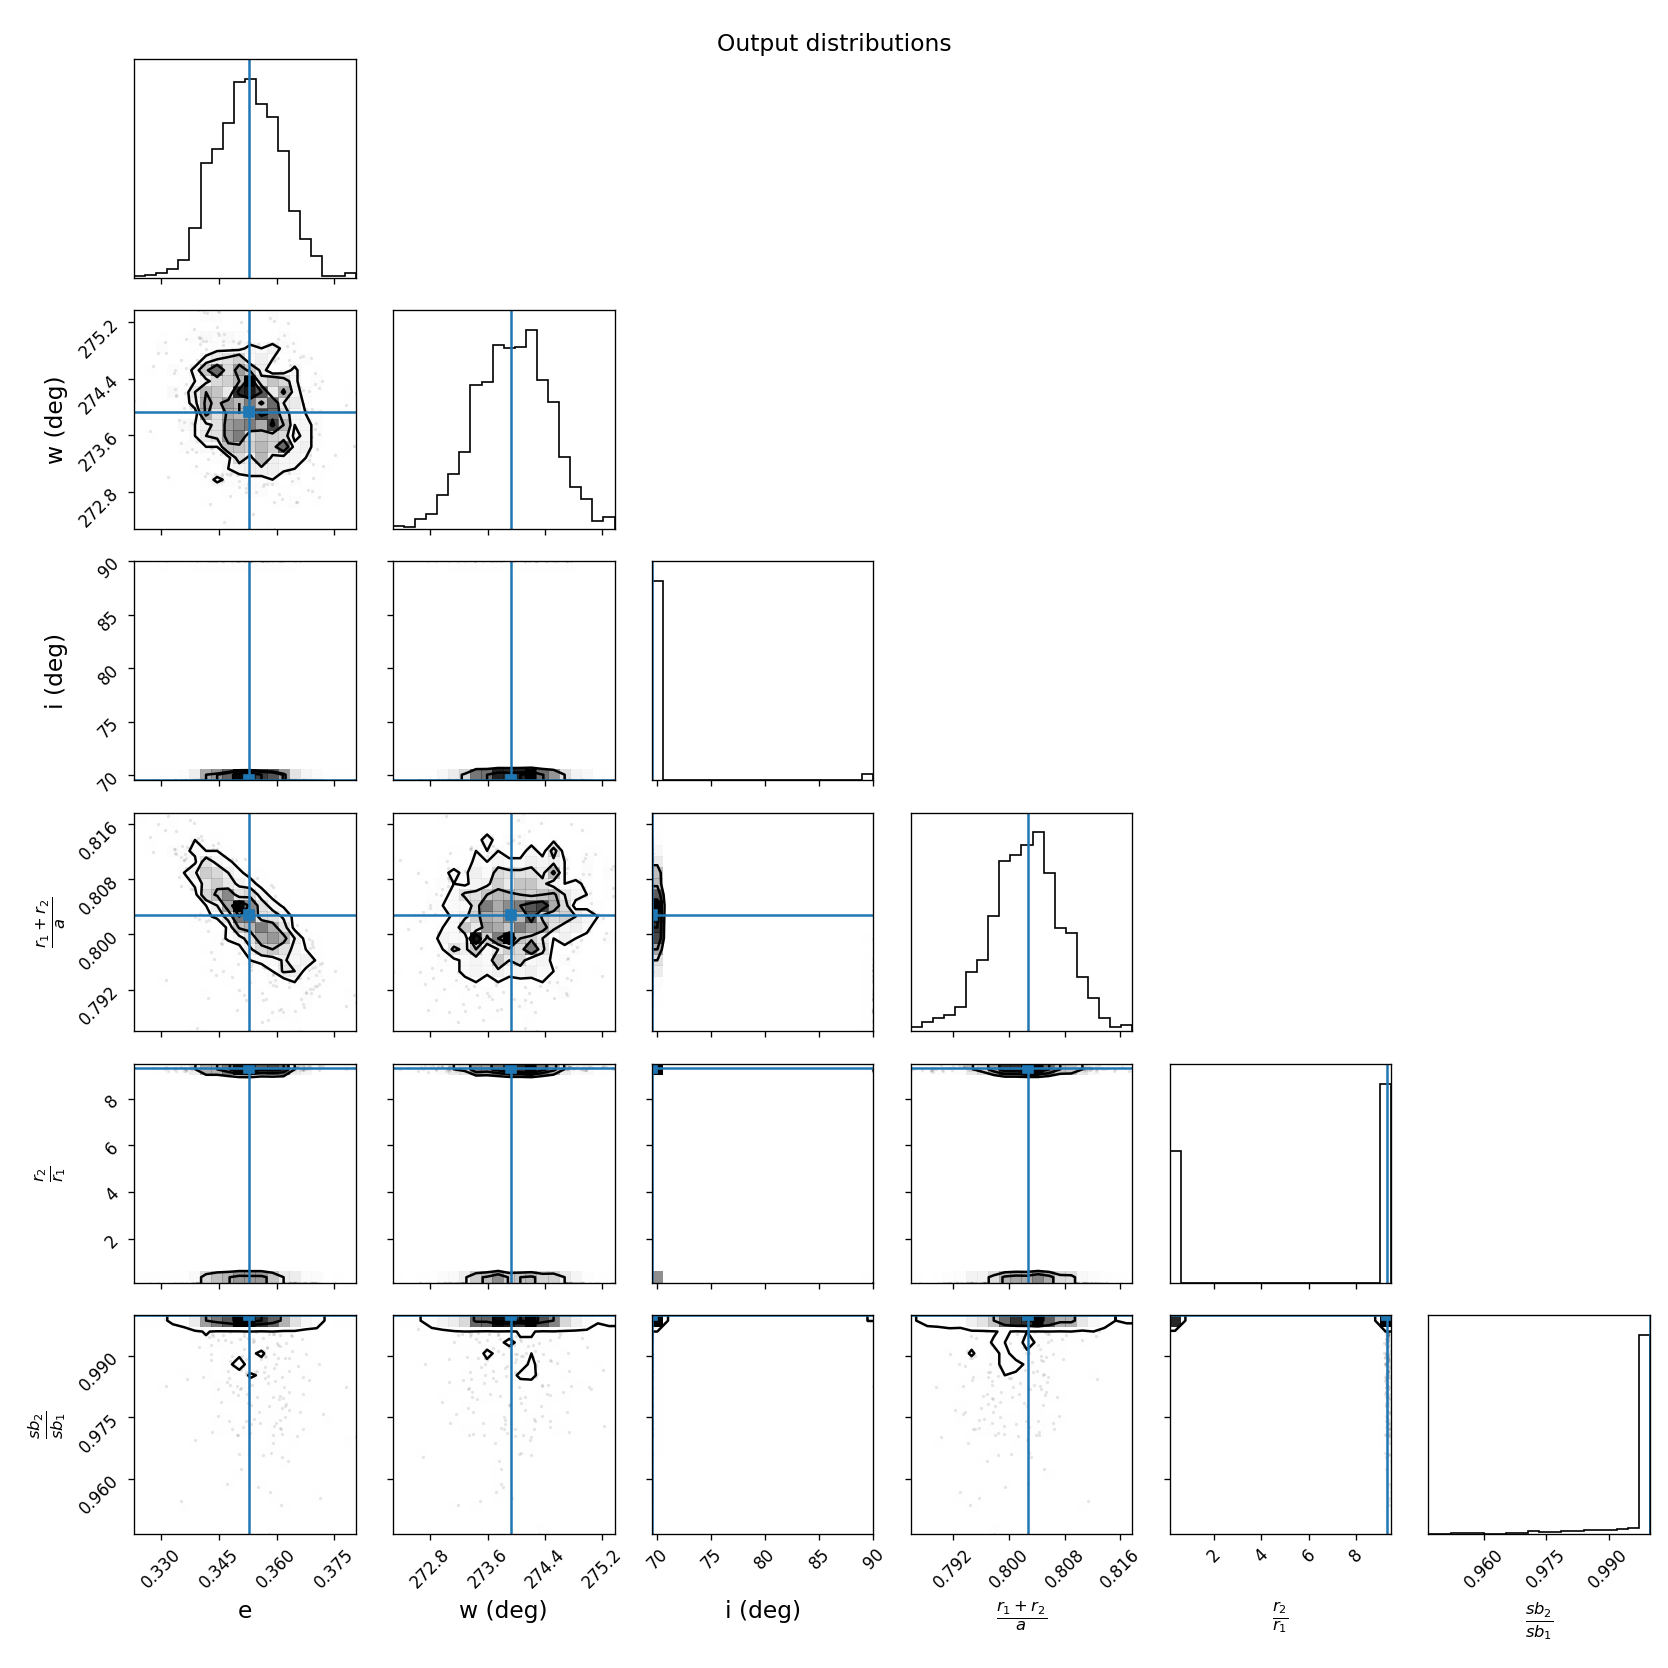 Output distributions
275.2
274.4
273.6
272.8
w (deg)
90
85
80
75
70
i (deg)
0.816
0.808
0.800
0.792
r₁ + r₂
a
8
6
4
2
r₂
r₁
0.990
0.975
0.960
sb₂
sb₁
0.330 0.345 0.360 0.375 272.8 273.6 274.4 275.2 70 75 80 85 90 0.792 0.800 0.808 0.816 2 4 6 8 0.960 0.975 0.990
e w (deg) i (deg)
r₁ + r₂
a
r₂
r₁
sb₂
sb₁